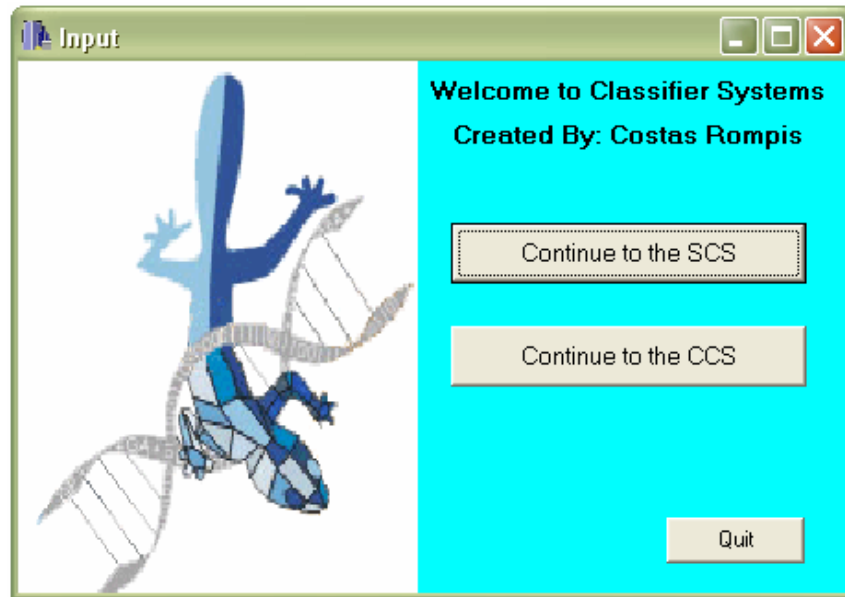 Input
Welcome to Classifier Systems
Created By: Costas Rompis
Continue to the SCS
Continue to the CCS
Quit